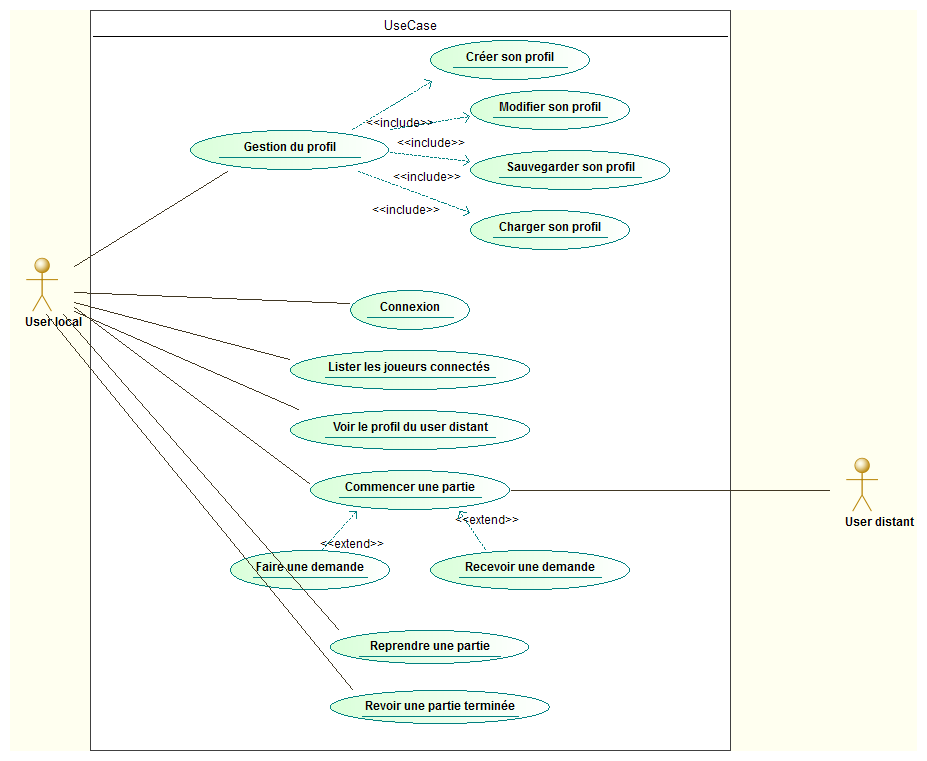 UseCase
Créer son profil
<<include>>
Modifier son profil
Gestion du profil
<<include>>
Sauvegarder son profil
<<include>>
<<include>>
Charger son profil
User local
Connexion
Lister les joueurs connectés
Voir le profil du user distant
Commencer une partie
User distant
<<extend>>
<<extend>>
Faire une demande
Recevoir une demande
Reprendre une partie
Revoir une partie terminée